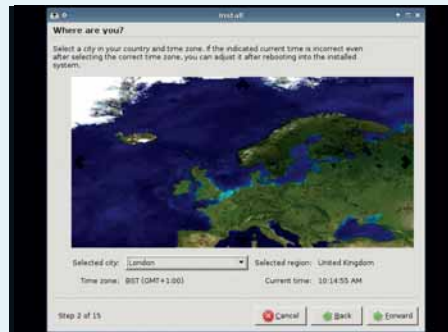 Install
Where are you?
Select a city in your country and time zone. If the indicated current time is incorrect even
after selecting the correct time zone, you can adjust it after rebooting into the installed
system.
Selected city: London Selected region: United Kingdom
Time zone: BST (GMT+1:00) Current time: 10:14:55 AM
Step 2 of 15 Cancel Back Forward